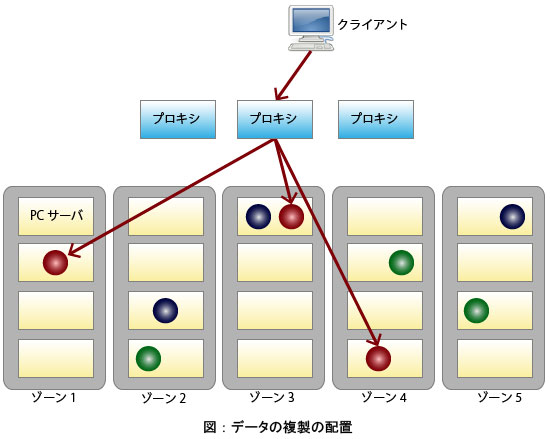 クライアント
プロキシ
プロキシ
プロキシ
PC サーバ
ゾーン 1
ゾーン 2
ゾーン 3
ゾーン 4
ゾーン 5
図：データの複製の配置